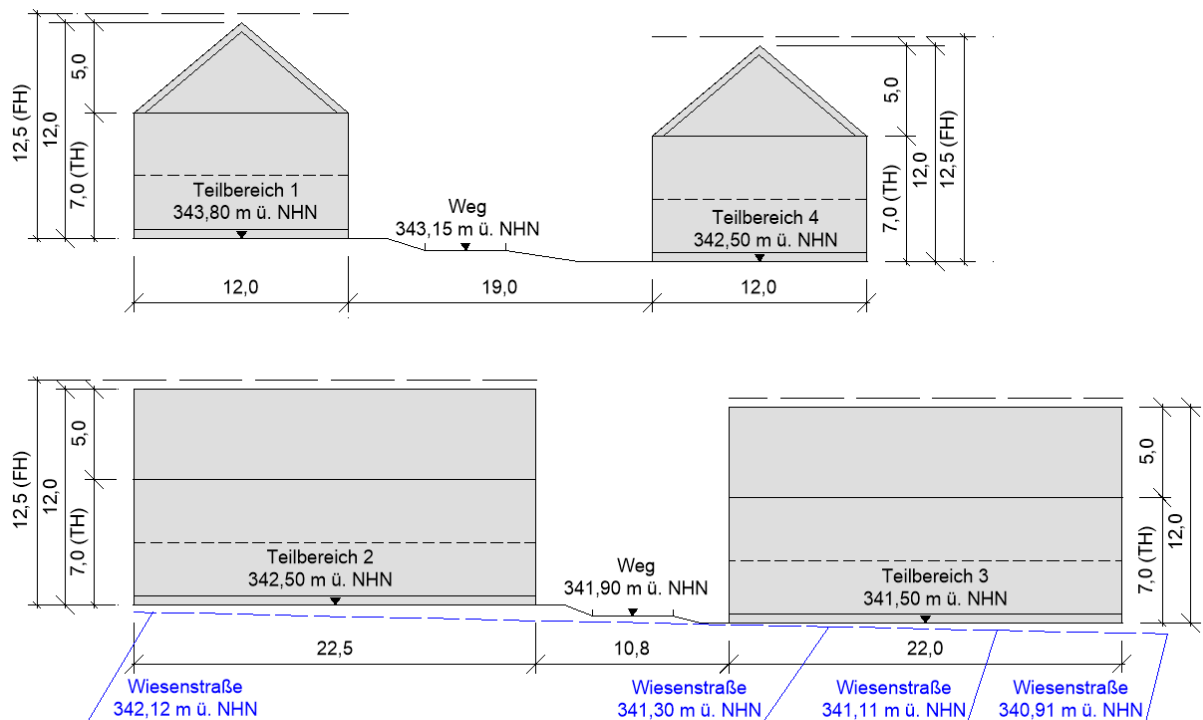 12,5 (FH)
12,0
5,0
7,0 (TH)
Teilbereich 1
343,80 m ü. NHN
Weg
343,15 m ü. NHN
Teilbereich 4
342,50 m ü. NHN
5,0
7,0 (TH)
12,0
12,5 (FH)
12,0
19,0
12,0
12,5 (FH)
12,0
5,0
7,0 (TH)
Teilbereich 2
342,50 m ü. NHN
Weg
341,90 m ü. NHN
Teilbereich 3
341,50 m ü. NHN
5,0
7,0 (TH)
12,0
22,5
10,8
22,0
Wiesenstraße
342,12 m ü. NHN
Wiesenstraße
341,30 m ü. NHN
Wiesenstraße
341,11 m ü. NHN
Wiesenstraße
340,91 m ü. NHN